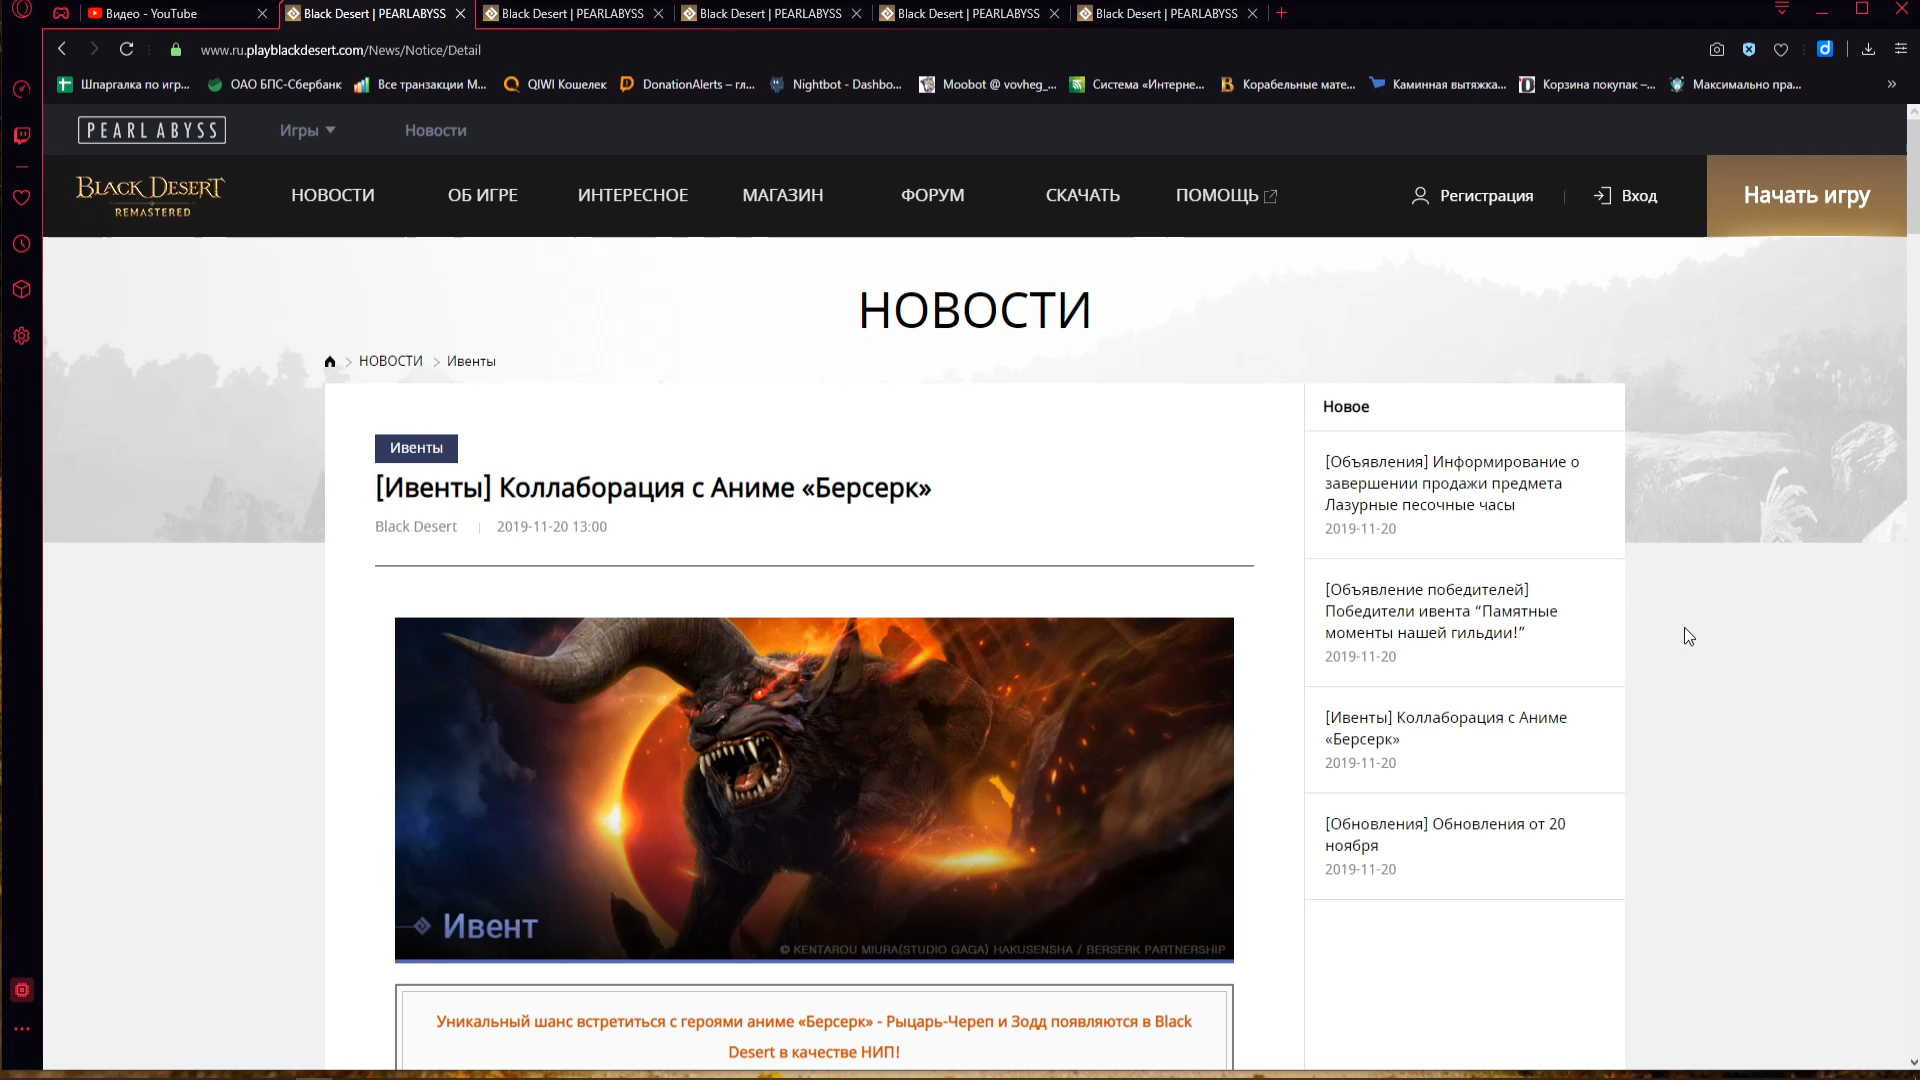 Видео - YouTube
Black Desert | PEARLABYSS
Black Desert | PEARLABYSS
Black Desert | PEARLABYSS
Black Desert | PEARLABYSS
Black Desert | PEARLABYSS
www.ru.playblackdesert.com/News/Notice/Detail
Шпаргалка по игр...
ОАО БПС-Сбербанк
Все транзакции М...
QIWI Кошелек
DonationAlerts – гл...
Nightbot - Dashbo...
Moobot @ vovheg_...
Система «Интерне...
Корабельные мате...
Каминная вытяжка...
Корзина покупак –...
Максимально пра...
PEARL ABYSS
Игры
Новости
BLACK DESERT
REMASTERED
НОВОСТИ
ОБ ИГРЕ
ИНТЕРЕСНОЕ
МАГАЗИН
ФОРУМ
СКАЧАТЬ
ПОМОЩЬ
Регистрация
Вход
Начать игру
НОВОСТИ
> НОВОСТИ > Ивенты
Ивенты
[Ивенты] Коллаборация с Аниме «Берсерк»
Black Desert | 2019-11-20 13:00
Ивент
© KENTAROU MIURA(STUDIO GAGA) HAKUSENSHA / BERSERK PARTNERSHIP
Уникальный шанс встретиться с героями аниме «Берсерк» - Рыцарь-Череп и Зодд появляются в Black
Desert в качестве НИП!
Новое
[Объявления] Информирование о
завершении продажи предмета
Лазурные песочные часы
2019-11-20
[Объявление победителей]
Победители ивента “Памятные
моменты нашей гильдии!”
2019-11-20
[Ивенты] Коллаборация с Аниме
«Берсерк»
2019-11-20
[Обновления] Обновления от 20
ноября
2019-11-20